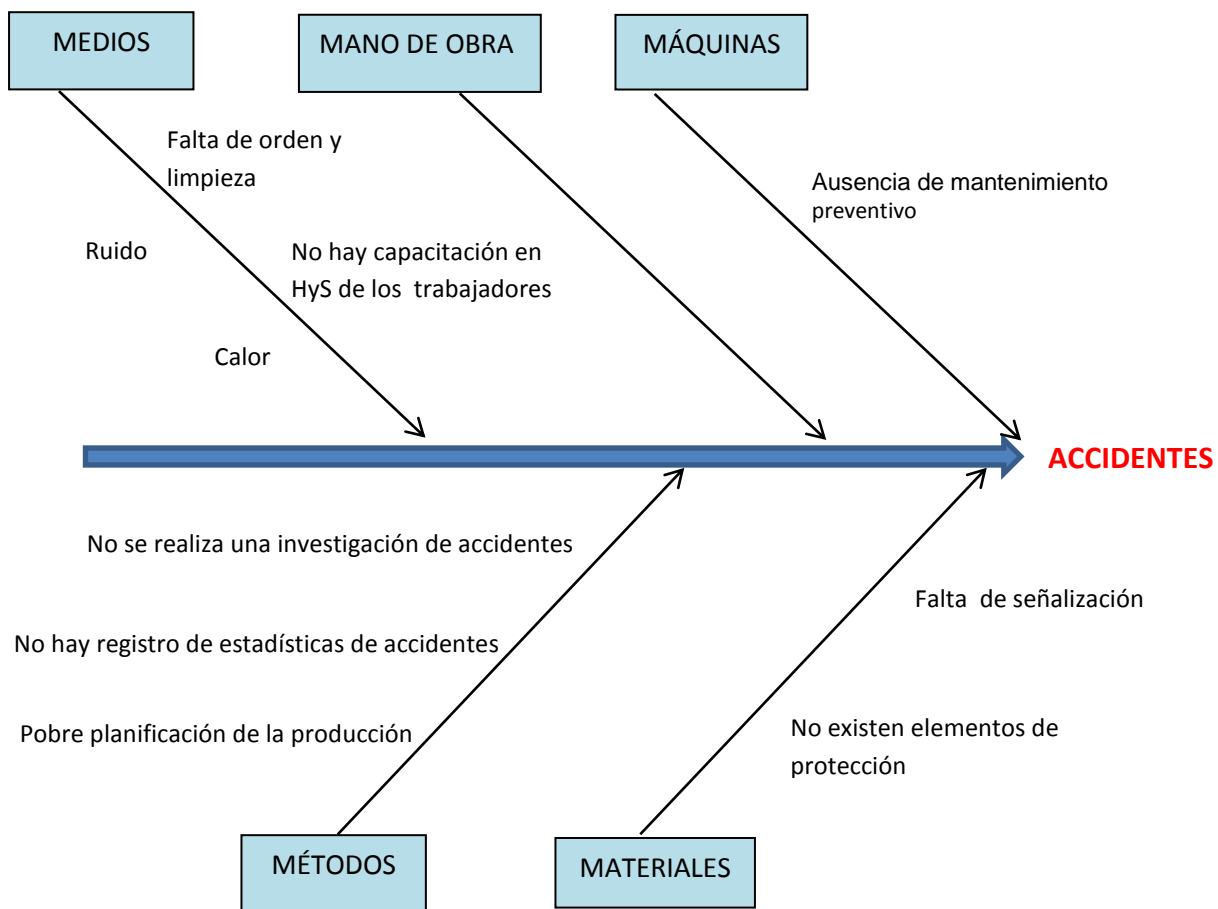 MEDIOS
MANO DE OBRA
MÁQUINAS
Falta de orden y
limpieza
Ausencia de mantenimiento
preventivo
Ruido
No hay capacitación en
HyS de los  trabajadores
Calor
ACCIDENTES
No se realiza una investigación de accidentes
Falta  de señalización
No hay registro de estadísticas de accidentes
Pobre planificación de la producción
No existen elementos de
protección
MÉTODOS
MATERIALES